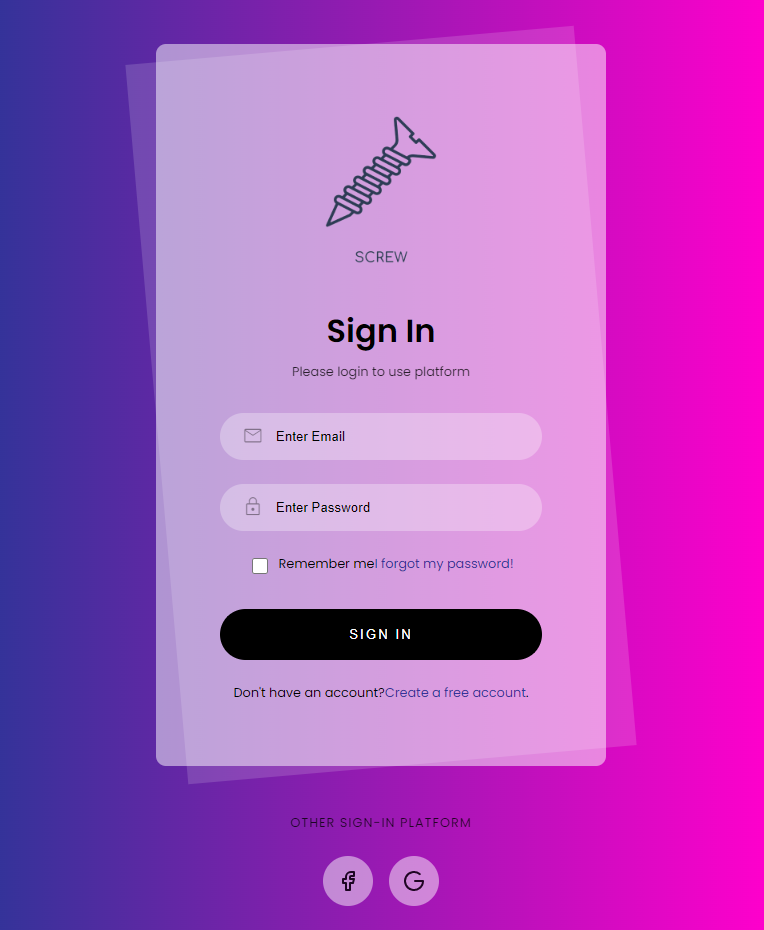 SCREW
Sign In
Please login to use platform
Enter Email
Enter Password
Remember meI forgot my password!
SIGN IN
Don't have an account?Create a free account.
OTHER SIGN-IN PLATFORM